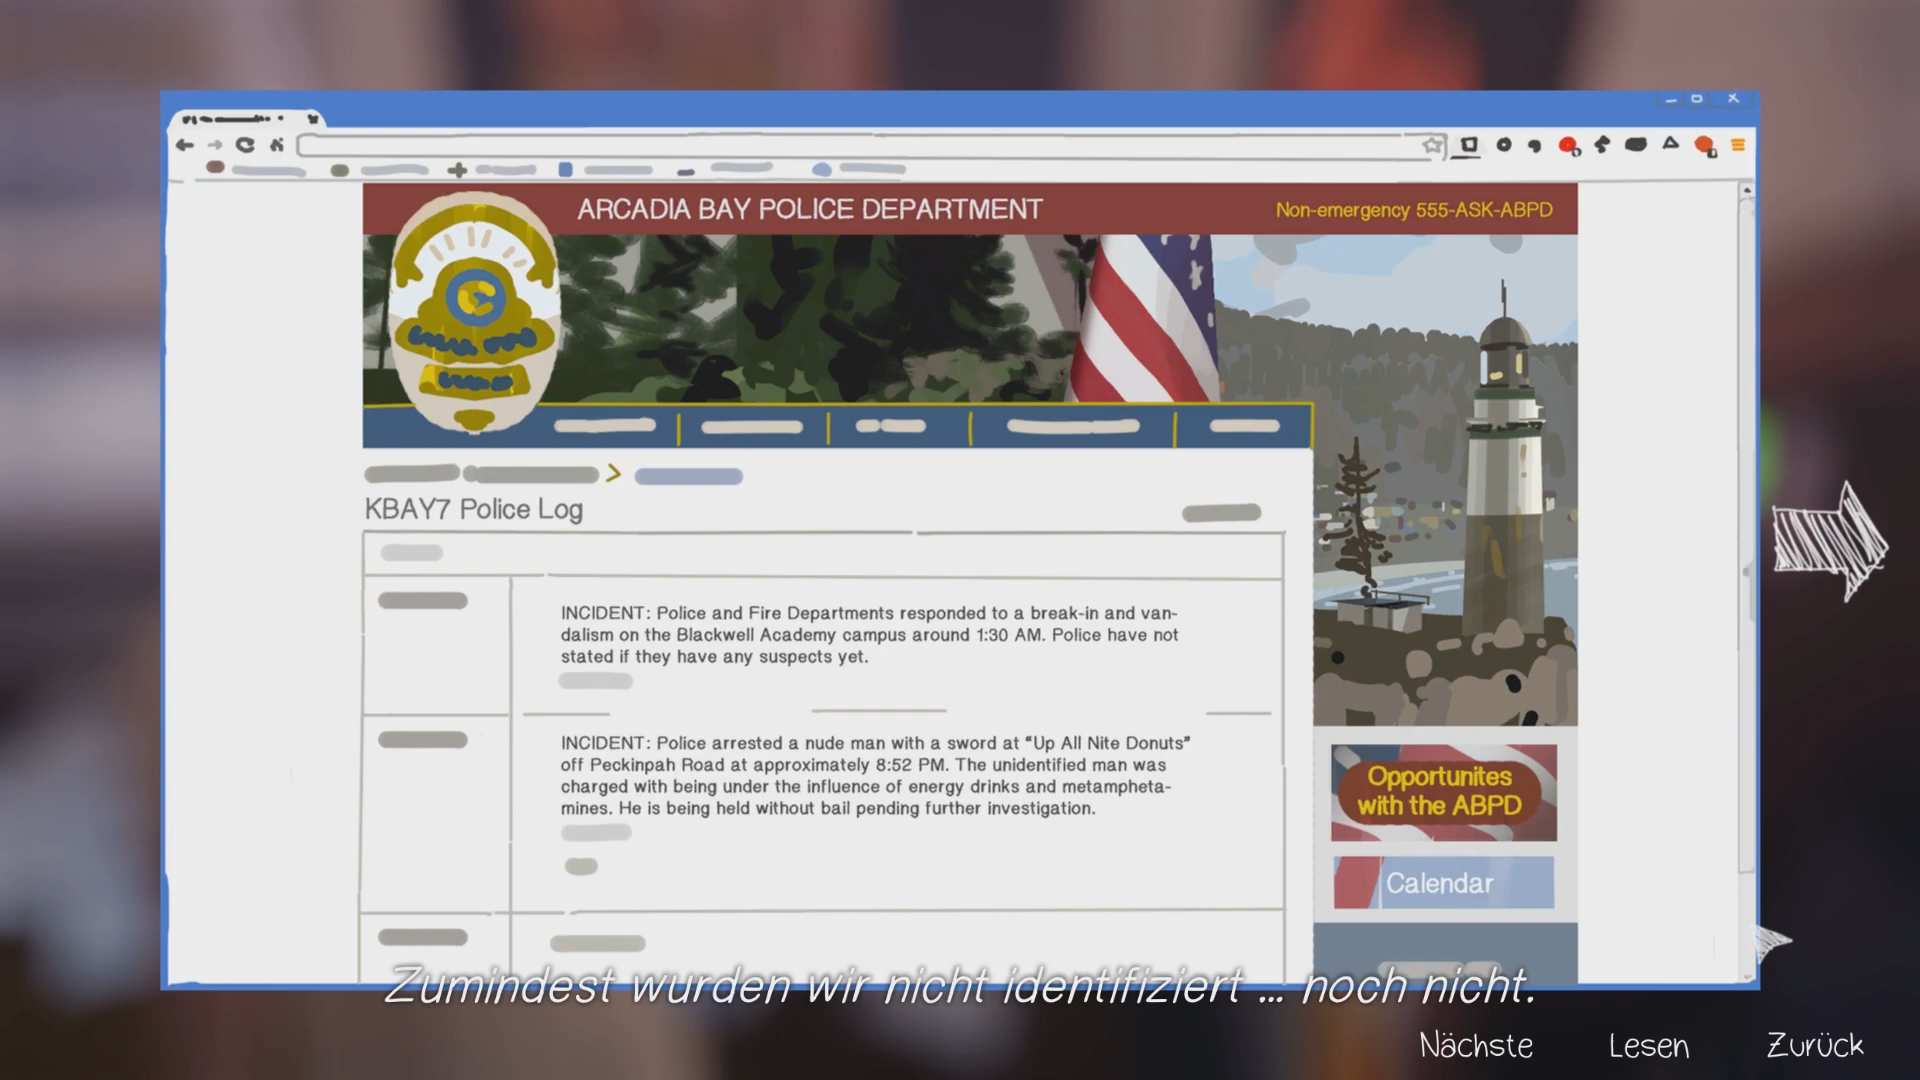 ARCADIA BAY POLICE DEPARTMENT
Non-emergency 555-ASK-ABPD
KBAY7 Police Log
INCIDENT: Police and Fire Departments responded to a break-in and van-
dalism on the Blackwell Academy campus around 1:30 AM. Police have not
stated if they have any suspects yet.
INCIDENT: Police arrested a nude man with a sword at “Up All Nite Donuts”
off Peckinpah Road at approximately 8:52 PM. The unidentified man was
charged with being under the influence of energy drinks and metampheta-
mines. He is being held without bail pending further investigation.
Opportunites
with the ABPD
Calendar
Zumindest wurden wir nicht identifiziert ... noch nicht.
Nächste
Lesen
Zurück